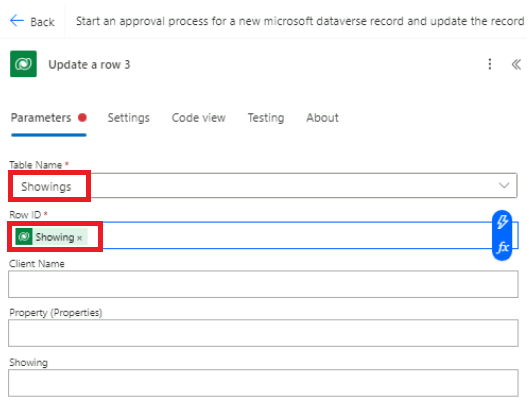 ← Back Start an approval process for a new microsoft dataverse record and update the record
Update a row 3
Parameters Settings Code view Testing About
Table Name *
Showings
Row ID *
Showing ×
fx
Client Name
Property (Properties)
Showing